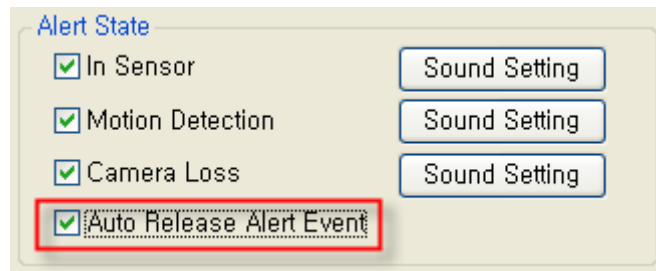 Alert State
In Sensor Sound Setting
Motion Detection Sound Setting
Camera Loss Sound Setting
Auto Release Alert Event